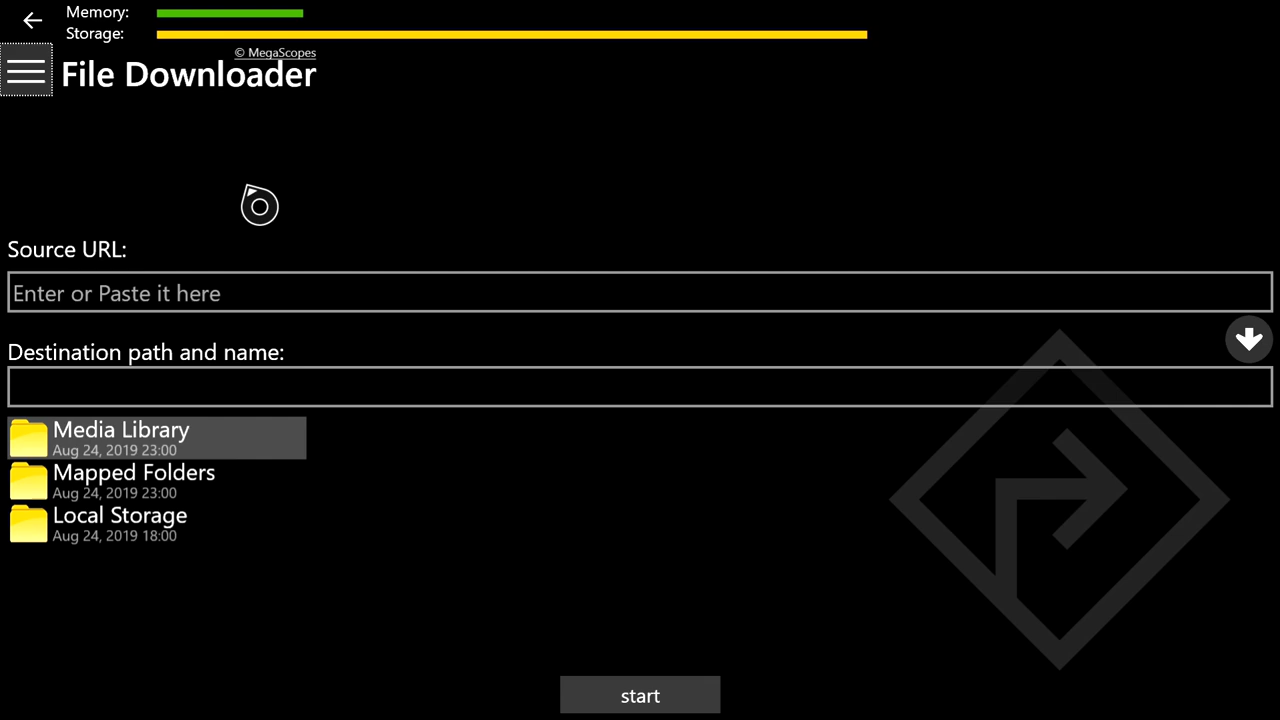 Memory:
Storage:
© MegaScopes
File Downloader
Source URL:
Enter or Paste it here
Destination path and name:
Media Library
Aug 24, 2019 23:00
Mapped Folders
Aug 24, 2019 23:00
Local Storage
Aug 24, 2019 18:00
start